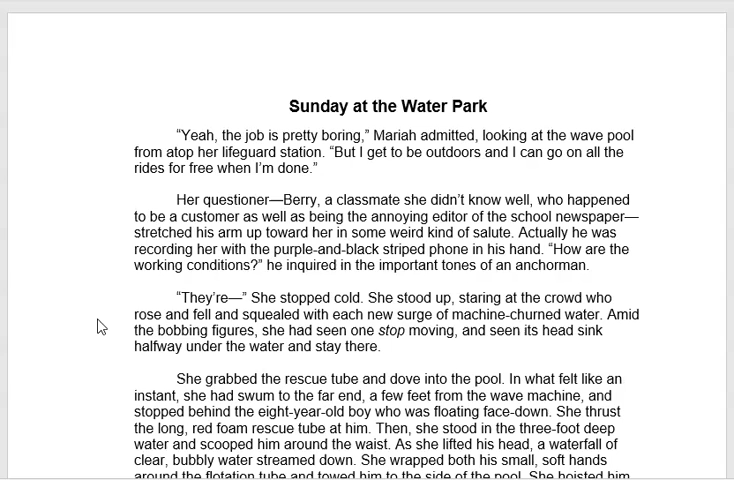 Sunday at the Water Park
“Yeah, the job is pretty boring,” Mariah admitted, looking at the wave pool
from atop her lifeguard station. “But I get to be outdoors and I can go on all the
rides for free when I’m done.”
Her questioner—Berry, a classmate she didn’t know well, who happened
to be a customer as well as being the annoying editor of the school newspaper—
stretched his arm up toward her in some weird kind of salute. Actually he was
recording her with the purple-and-black striped phone in his hand. “How are the
working conditions?” he inquired in the important tones of an anchorman.
“They’re—” She stopped cold. She stood up, staring at the crowd who
rose and fell and squealed with each new surge of machine-churned water. Amid
the bobbing figures, she had seen one stop moving, and seen its head sink
halfway under the water and stay there.
She grabbed the rescue tube and dove into the pool. In what felt like an
instant, she had swum to the far end, a few feet from the wave machine, and
stopped behind the eight-year-old boy who was floating face-down. She thrust
the long, red foam rescue tube at him. Then, she stood in the three-foot deep
water and scooped him around the waist. As she lifted his head, a waterfall of
clear, bubbly water streamed down. She wrapped both his small, soft hands
around the flotation tube and towed him to the side of the pool. She hoisted him